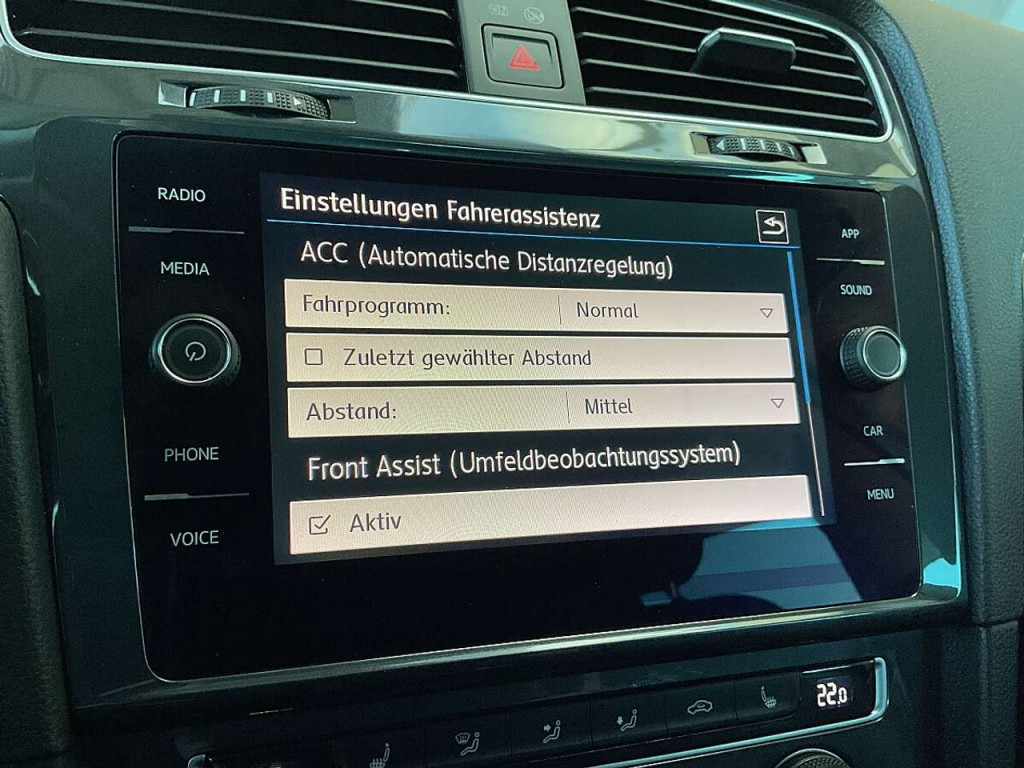 RADIO
MEDIA
PHONE
VOICE
Einstellungen Fahrerassistenz
ACC (Automatische Distanzregelung)
Fahrprogramm: Normal
Zuletzt gewählter Abstand
Abstand: Mittel
Front Assist (Umfeldbeobachtungssystem)
Aktiv
APP
SOUND
CAR
MENU
22.0